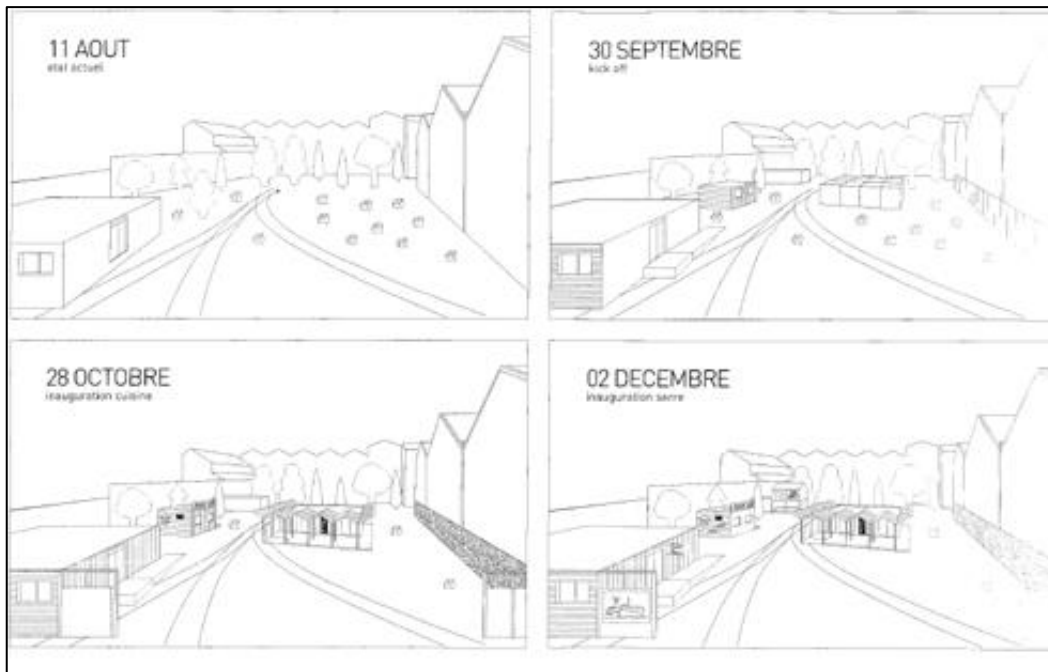 11 AOUT
etat actuel
30 SEPTEMBRE
kick off
28 OCTOBRE
inauguration cuisine
02 DECEMBRE
inauguration serre